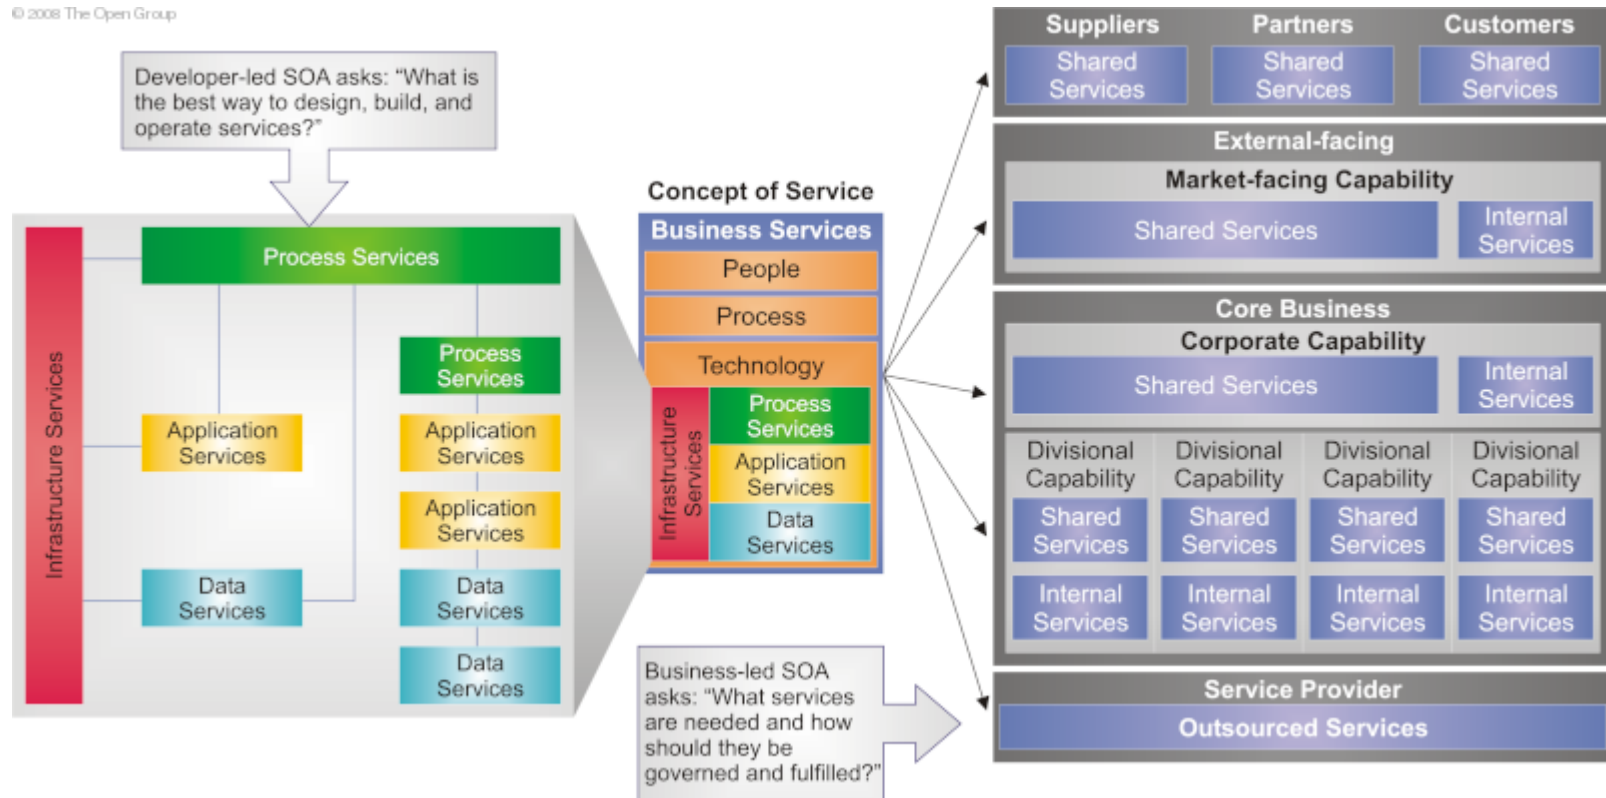 © 2008 The Open Group
Developer-led SOA asks: “What is
the best way to design, build, and
operate services?”
Process Services
Infrastructure Services
Process
Services
Application
Services
Application
Services
Application
Services
Data
Services
Data
Services
Data
Services
Concept of Service
Business Services
People
Process
Technology
Infrastructure
Services
Process
Services
Application
Services
Data
Services
Business-led SOA
asks: “What services
are needed and how
should they be
governed and fulfilled?”
Suppliers
Partners
Customers
Shared
Services
Shared
Services
Shared
Services
External-facing
Market-facing Capability
Shared Services
Internal
Services
Core Business
Corporate Capability
Shared Services
Internal
Services
Divisional
Capability
Divisional
Capability
Divisional
Capability
Divisional
Capability
Shared
Services
Shared
Services
Shared
Services
Shared
Services
Internal
Services
Internal
Services
Internal
Services
Internal
Services
Service Provider
Outsourced Services